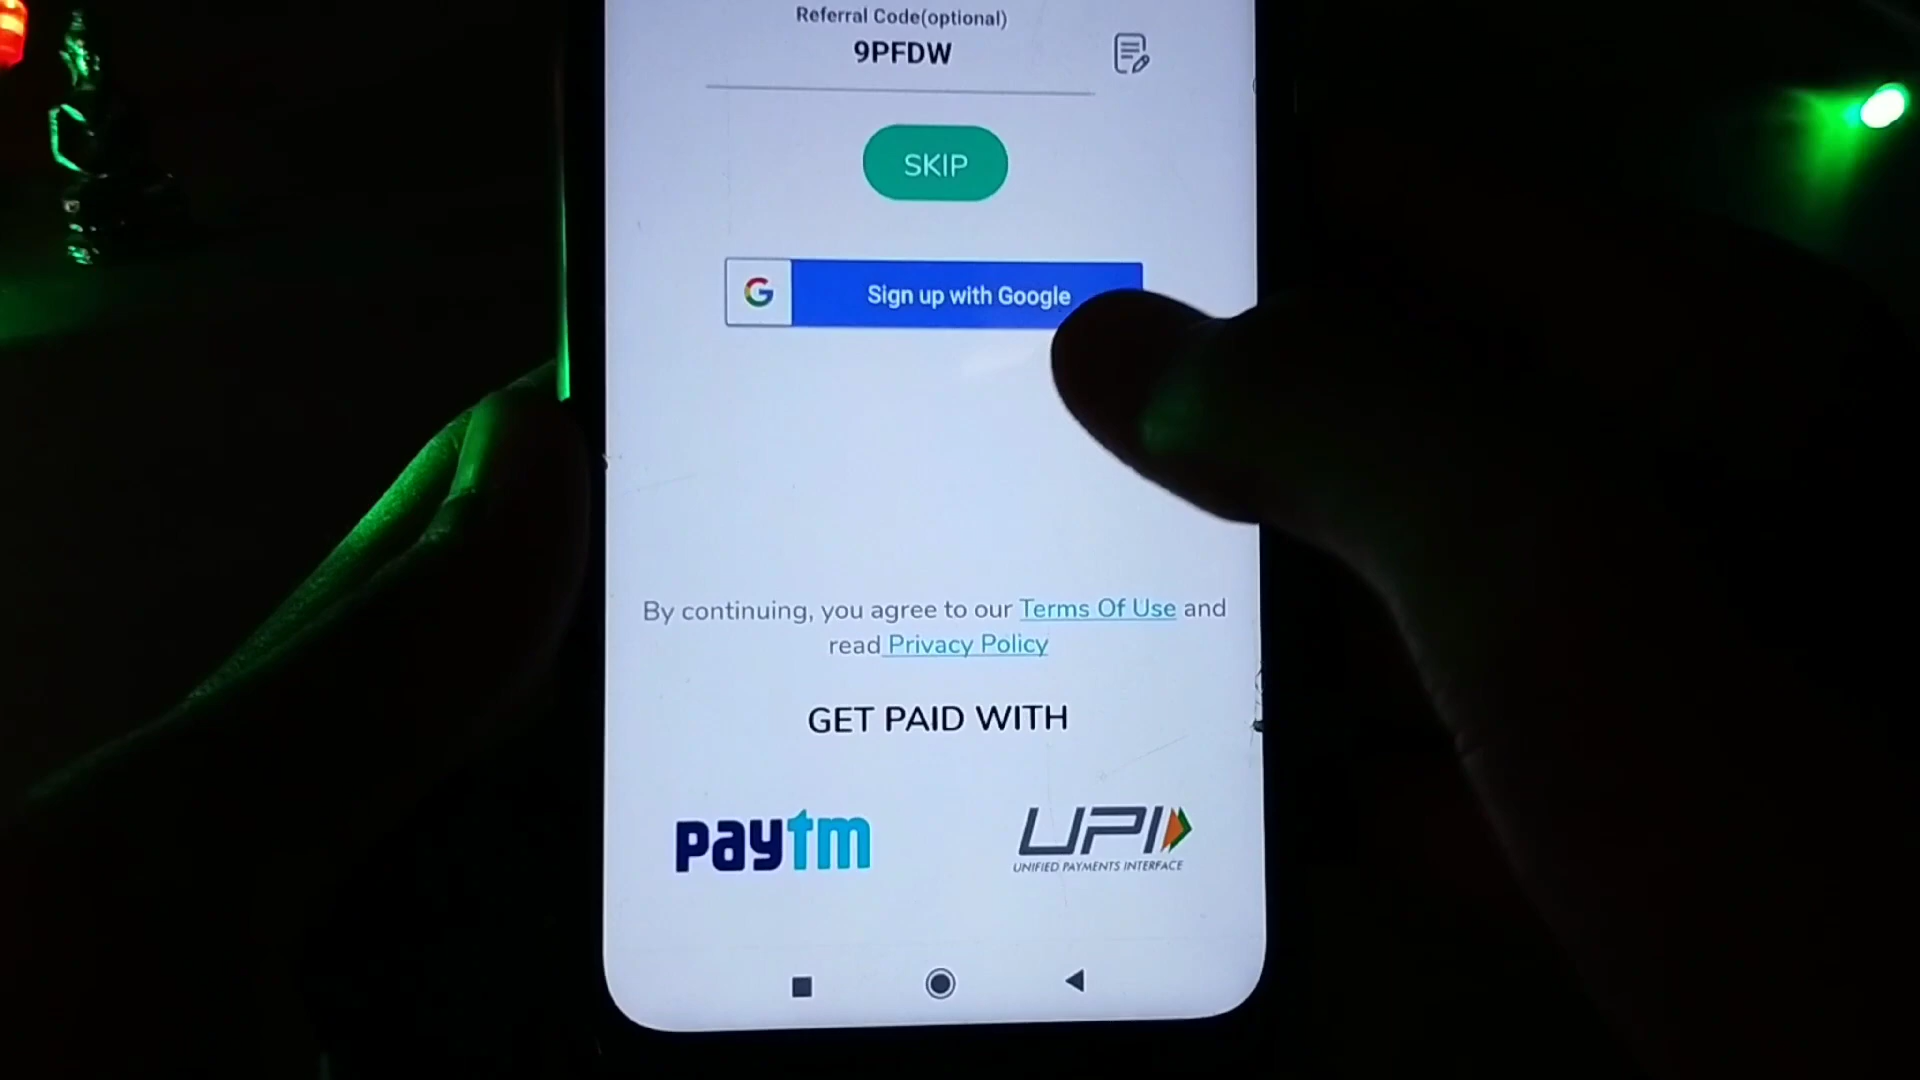 Referral Code(optional)
9PFDW
SKIP
G
Sign up with Google
By continuing, you agree to our Terms Of Use and
read Privacy Policy
GET PAID WITH
paytm
UPI
UNIFIED PAYMENTS INTERFACE